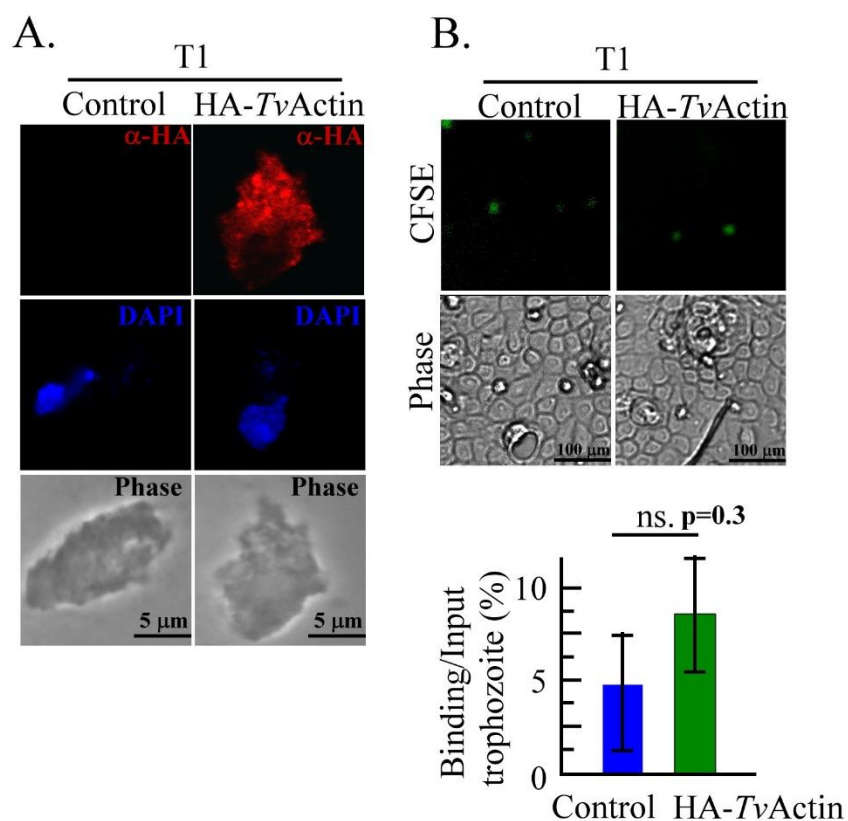 A.
T1
Control HA-TvActin
α-HA α-HA
DAPI DAPI
Phase Phase
5 μm 5 μm
B.
T1
Control HA-TvActin
CFSE
Phase
100 μm 100 μm
ns. p=0.3
Binding/Input
trophozoite (%)
10
5
0
Control HA-TvActin